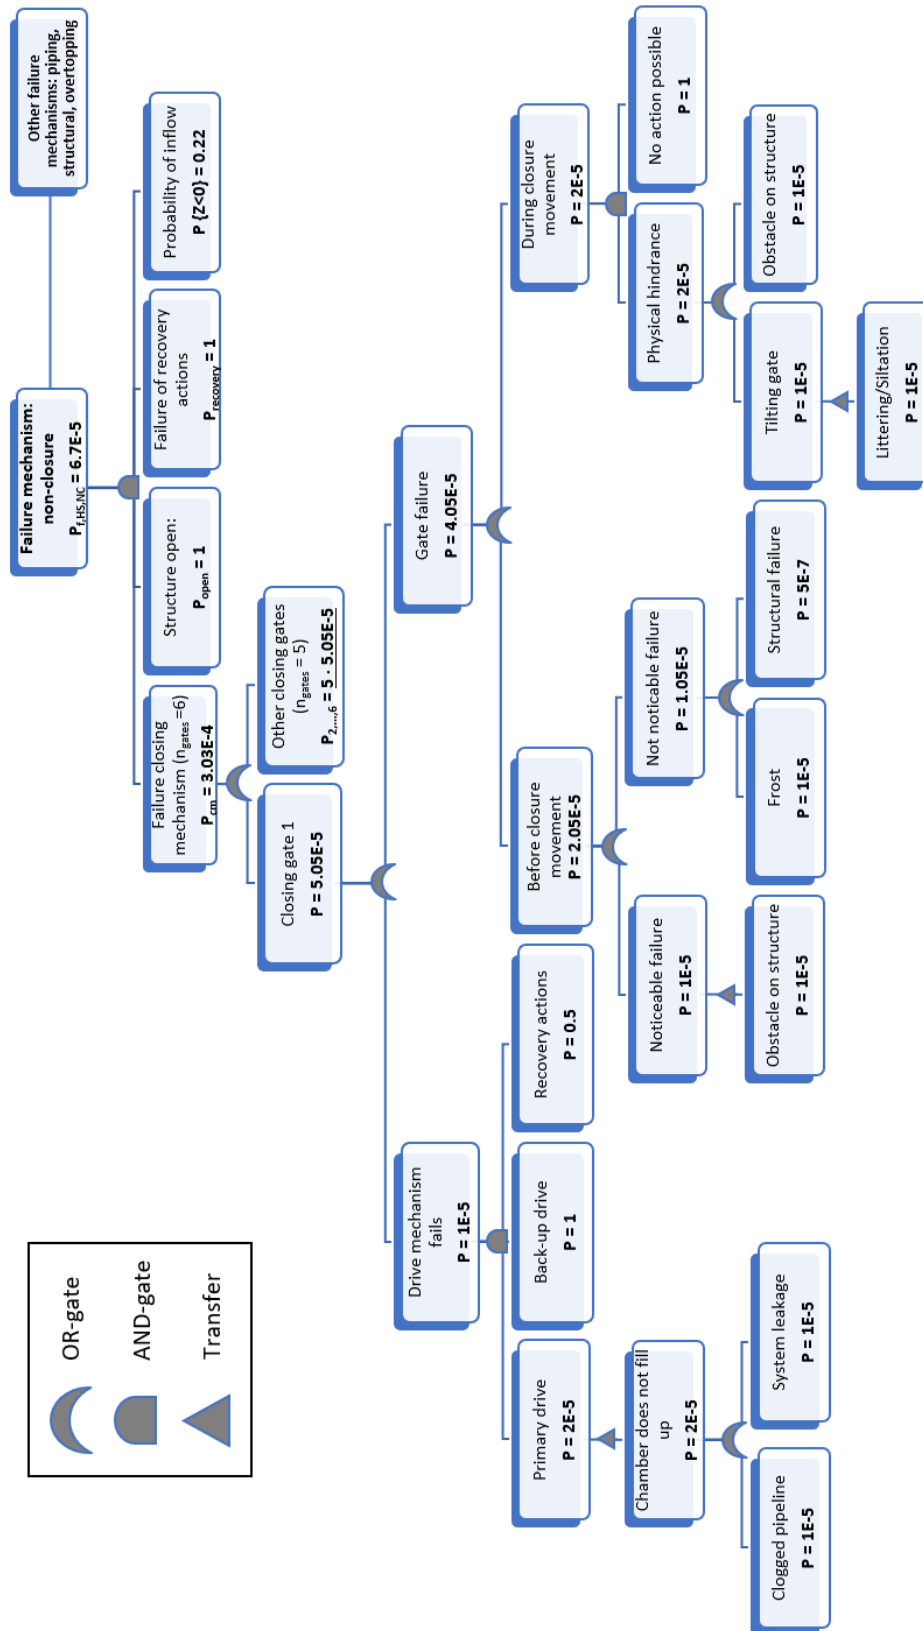 Other failure
mechanisms: piping,
structural, overtopping
Failure mechanism:
non-closure
Pf,HS,NC = 6.7E-5
Failure closing
mechanism (ngates =6)
Pcm = 3.03E-4
Structure open:
Popen = 1
Failure of recovery
actions
Precovery = 1
Probability of inflow
P {Z<0} = 0.22
Closing gate 1
P = 5.05E-5
Other closing gates
(ngates = 5)
P2,...,6 = 5 · 5.05E-5
OR-gate
AND-gate
Transfer
Drive mechanism
fails
P = 1E-5
Gate failure
P = 4.05E-5
Primary drive
P = 2E-5
Back-up drive
P = 1
Recovery actions
P = 0.5
Before closure
movement
P = 2.05E-5
During closure
movement
P = 2E-5
Chamber does not fill
up
P = 2E-5
Noticeable failure
P = 1E-5
Not noticable failure
P = 1.05E-5
Physical hindrance
P = 2E-5
No action possible
P = 1
Clogged pipeline
P = 1E-5
System leakage
P = 1E-5
Obstacle on structure
P = 1E-5
Frost
P = 1E-5
Structural failure
P = 5E-7
Tilting gate
P = 1E-5
Obstacle on structure
P = 1E-5
Littering/Siltation
P = 1E-5